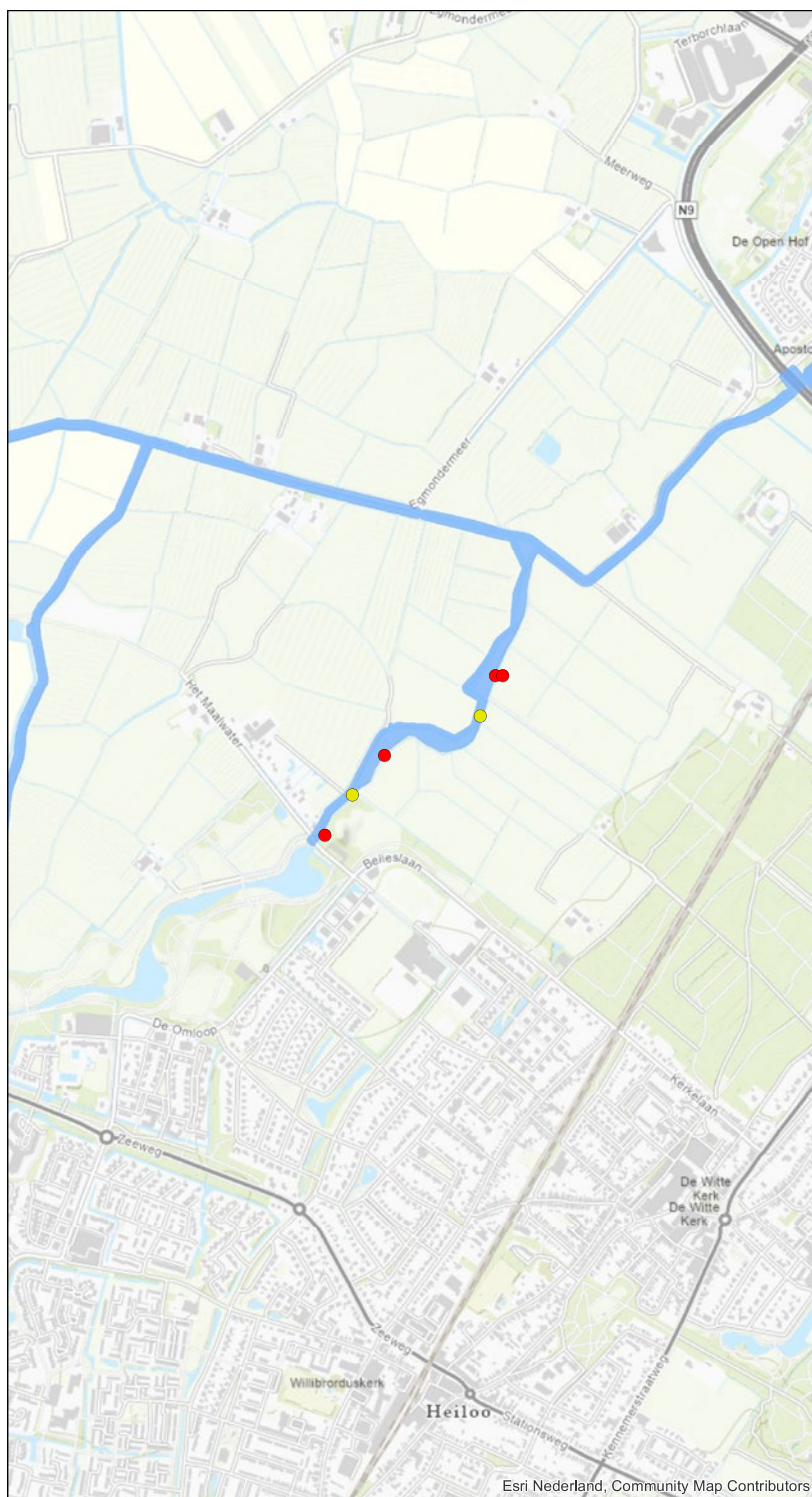 Egmondermeer
Terborchlaan
Meerweg
N9
De Open Hof
Aposto
Egmondermeer
Het Maalwater
Belieslaan
De Omloop
Kerkelaan
Zeeweg
De Witte
Kerk
De Witte
Kerk
Zeeweg
Willibrorduskerk
Heiloo
Stationsweg
Kennemerstraatweg
Esri Nederland, Community Map Contributors